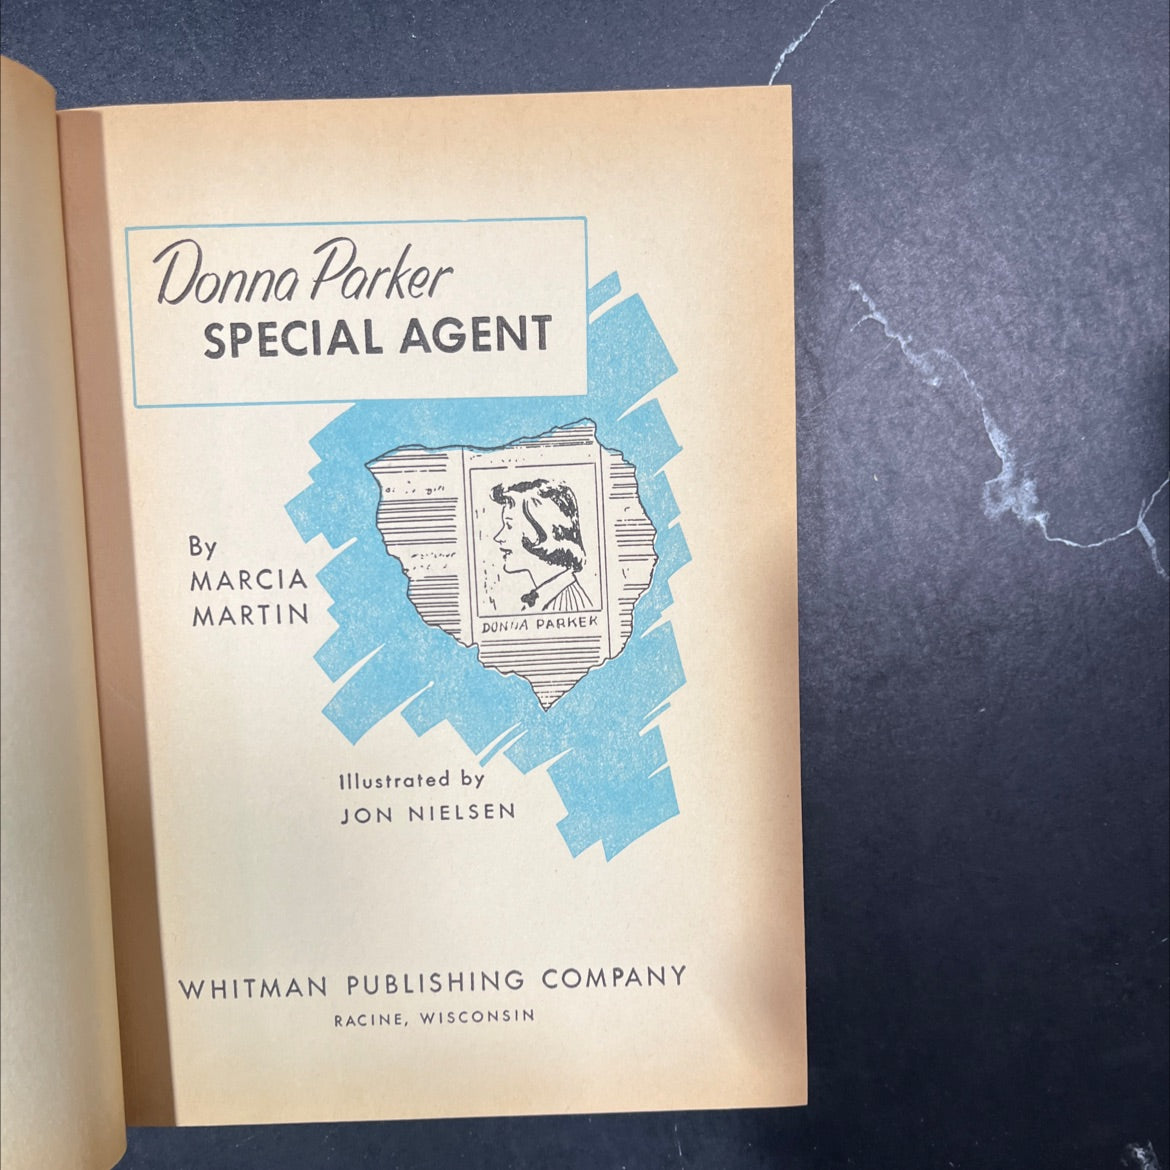 Donna Parker
SPECIAL AGENT
By
MARCIA
MARTIN
DONNA PARKER
Illustrated by
JON NIELSEN
WHITMAN PUBLISHING COMPANY
RACINE, WISCONSIN